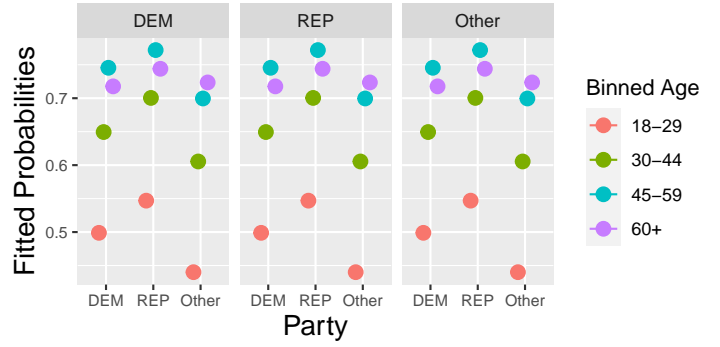 DEM REP Other
Fitted Probabilities
0.7
0.6
0.5
DEM REP Other DEM REP Other DEM REP Other
Party
Binned Age
18−29
30−44
45−59
60+